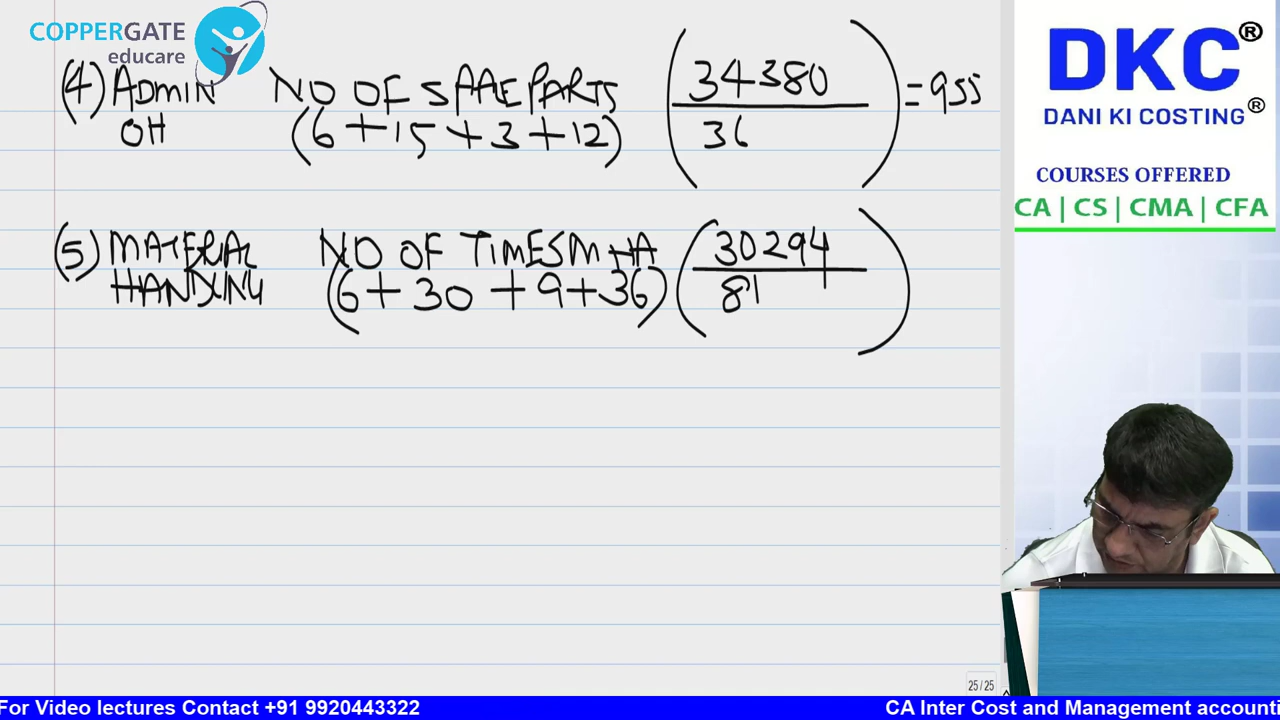 COPPERGATE
educare
(4) ADMIN NO OF SPARE PARTS (34380 = 955
OH (6 + 15 + 3 + 12) 36)
(5) MATERIAL NO OF TIMES M HA (30294
HANDLING (6 + 30 + 9 + 36) 81)
DKC®
DANI KI COSTING®
COURSES OFFERED
CA | CS | CMA | CFA
25 / 25
For Video lectures Contact +91 9920443322
CA Inter Cost and Management accounti